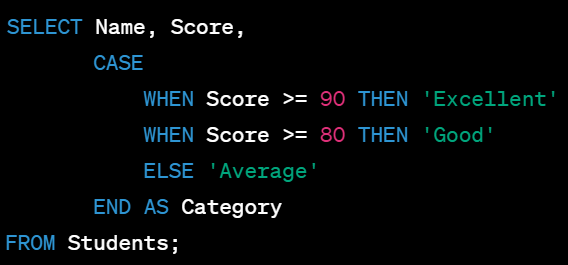 SELECT Name, Score,
CASE
WHEN Score >= 90 THEN 'Excellent'
WHEN Score >= 80 THEN 'Good'
ELSE 'Average'
END AS Category
FROM Students;